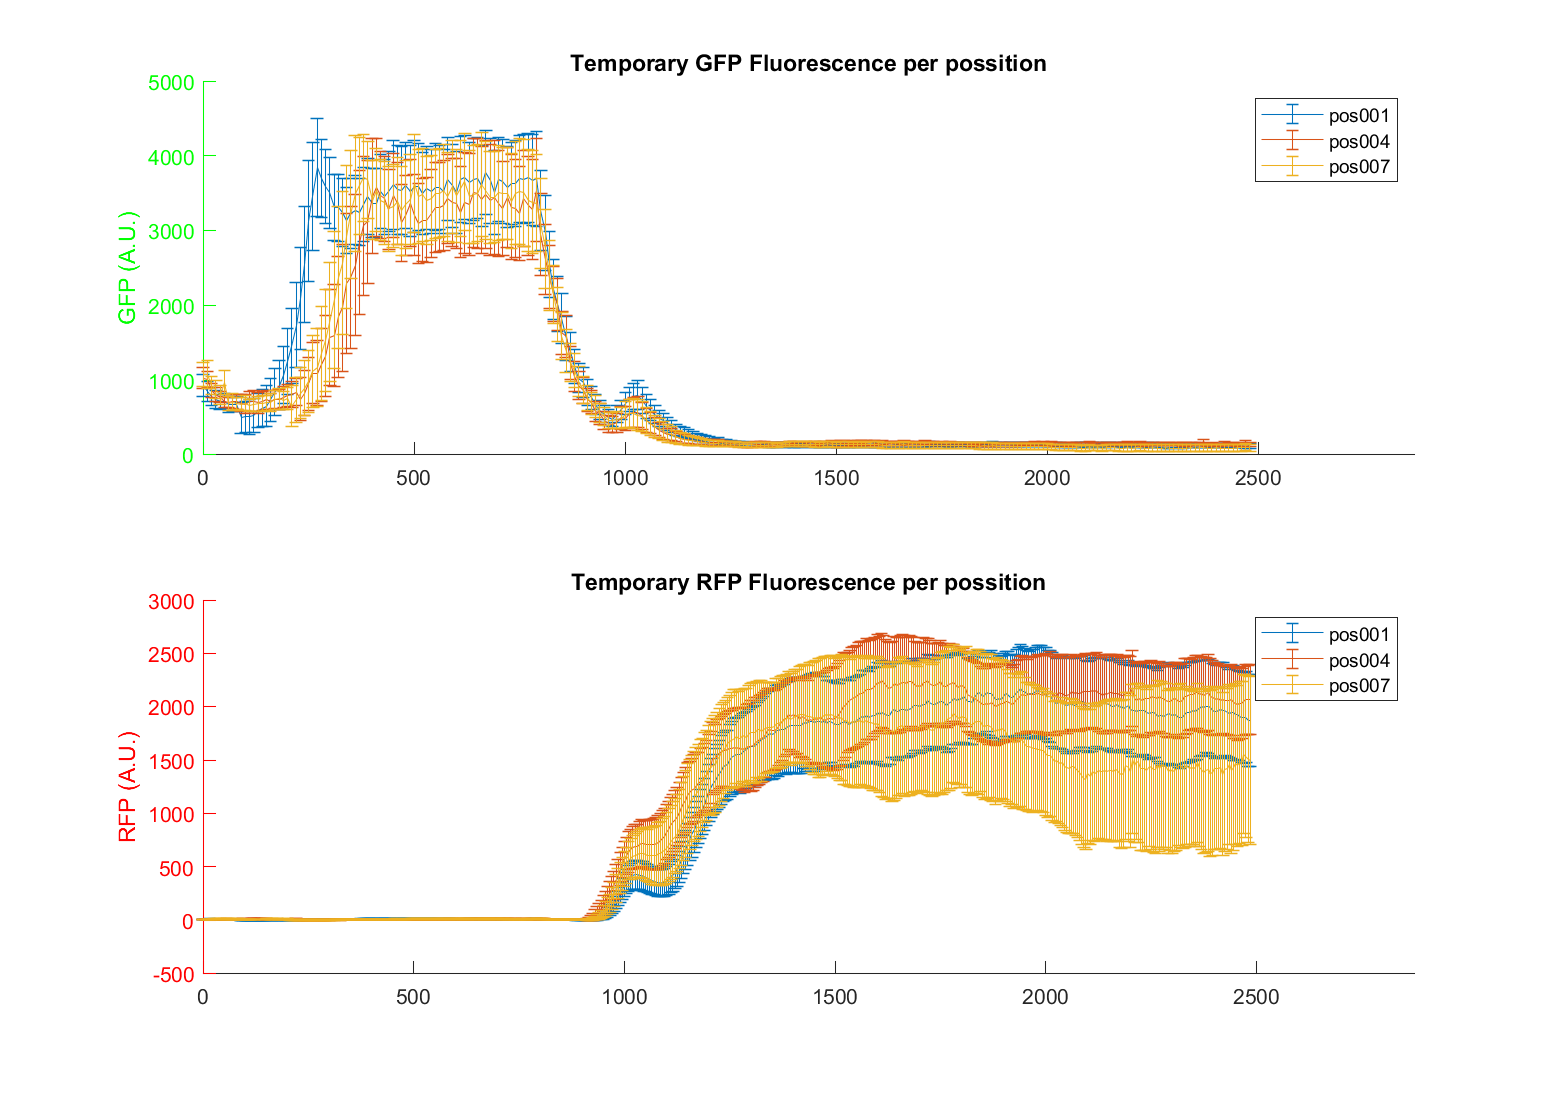 Temporary GFP Fluorescence per possition
5000
4000
3000
2000
1000
0
GFP (A.U.)
0 500 1000 1500 2000 2500
pos001
pos004
pos007
Temporary RFP Fluorescence per possition
3000
2500
2000
1500
1000
500
0
-500
RFP (A.U.)
0 500 1000 1500 2000 2500
pos001
pos004
pos007